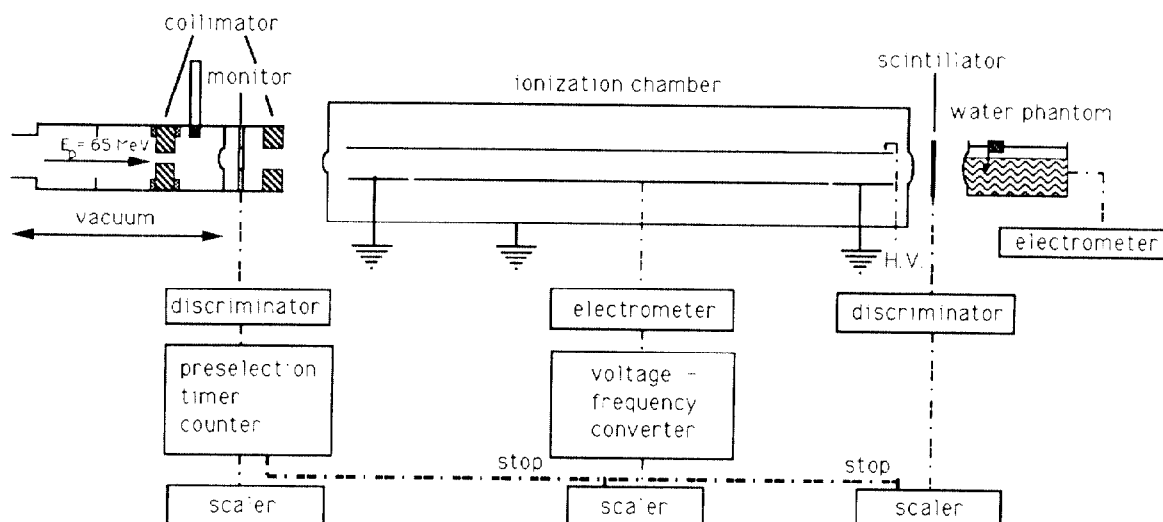 collimator
monitor
ionization chamber
scintillator
water phantom
E_p = 65 MeV
vacuum
H.V.
electrometer
discriminator
electrometer
discriminator
preselection
timer
counter
voltage -
frequency
converter
stop
stop
scaler
scaler
scaler